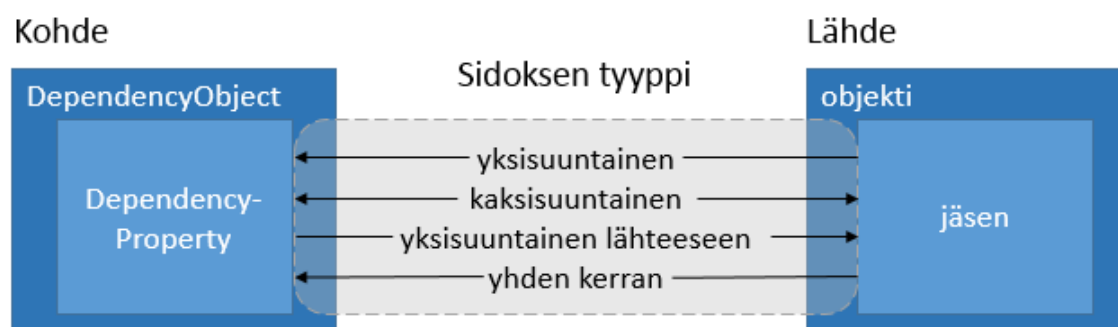 Kohde
Lähde
Sidoksen tyyppi
DependencyObject
objekti
yksisuuntainen
kaksisuuntainen
yksisuuntainen lähteeseen
yhden kerran
Dependency-
Property
jäsen